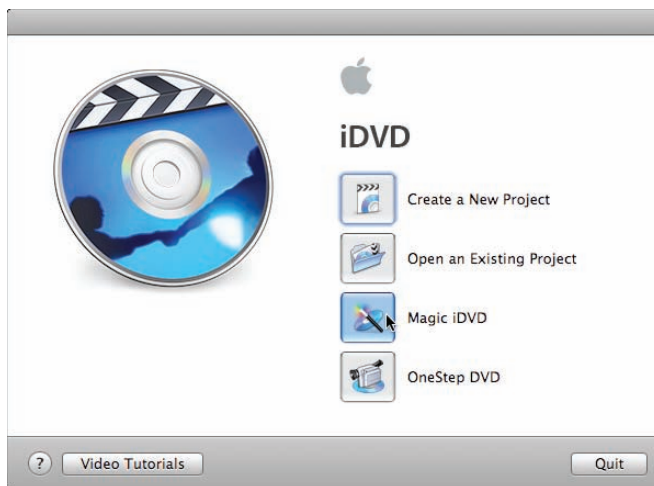 iDVD
Create a New Project
Open an Existing Project
Magic iDVD
OneStep DVD
? Video Tutorials Quit